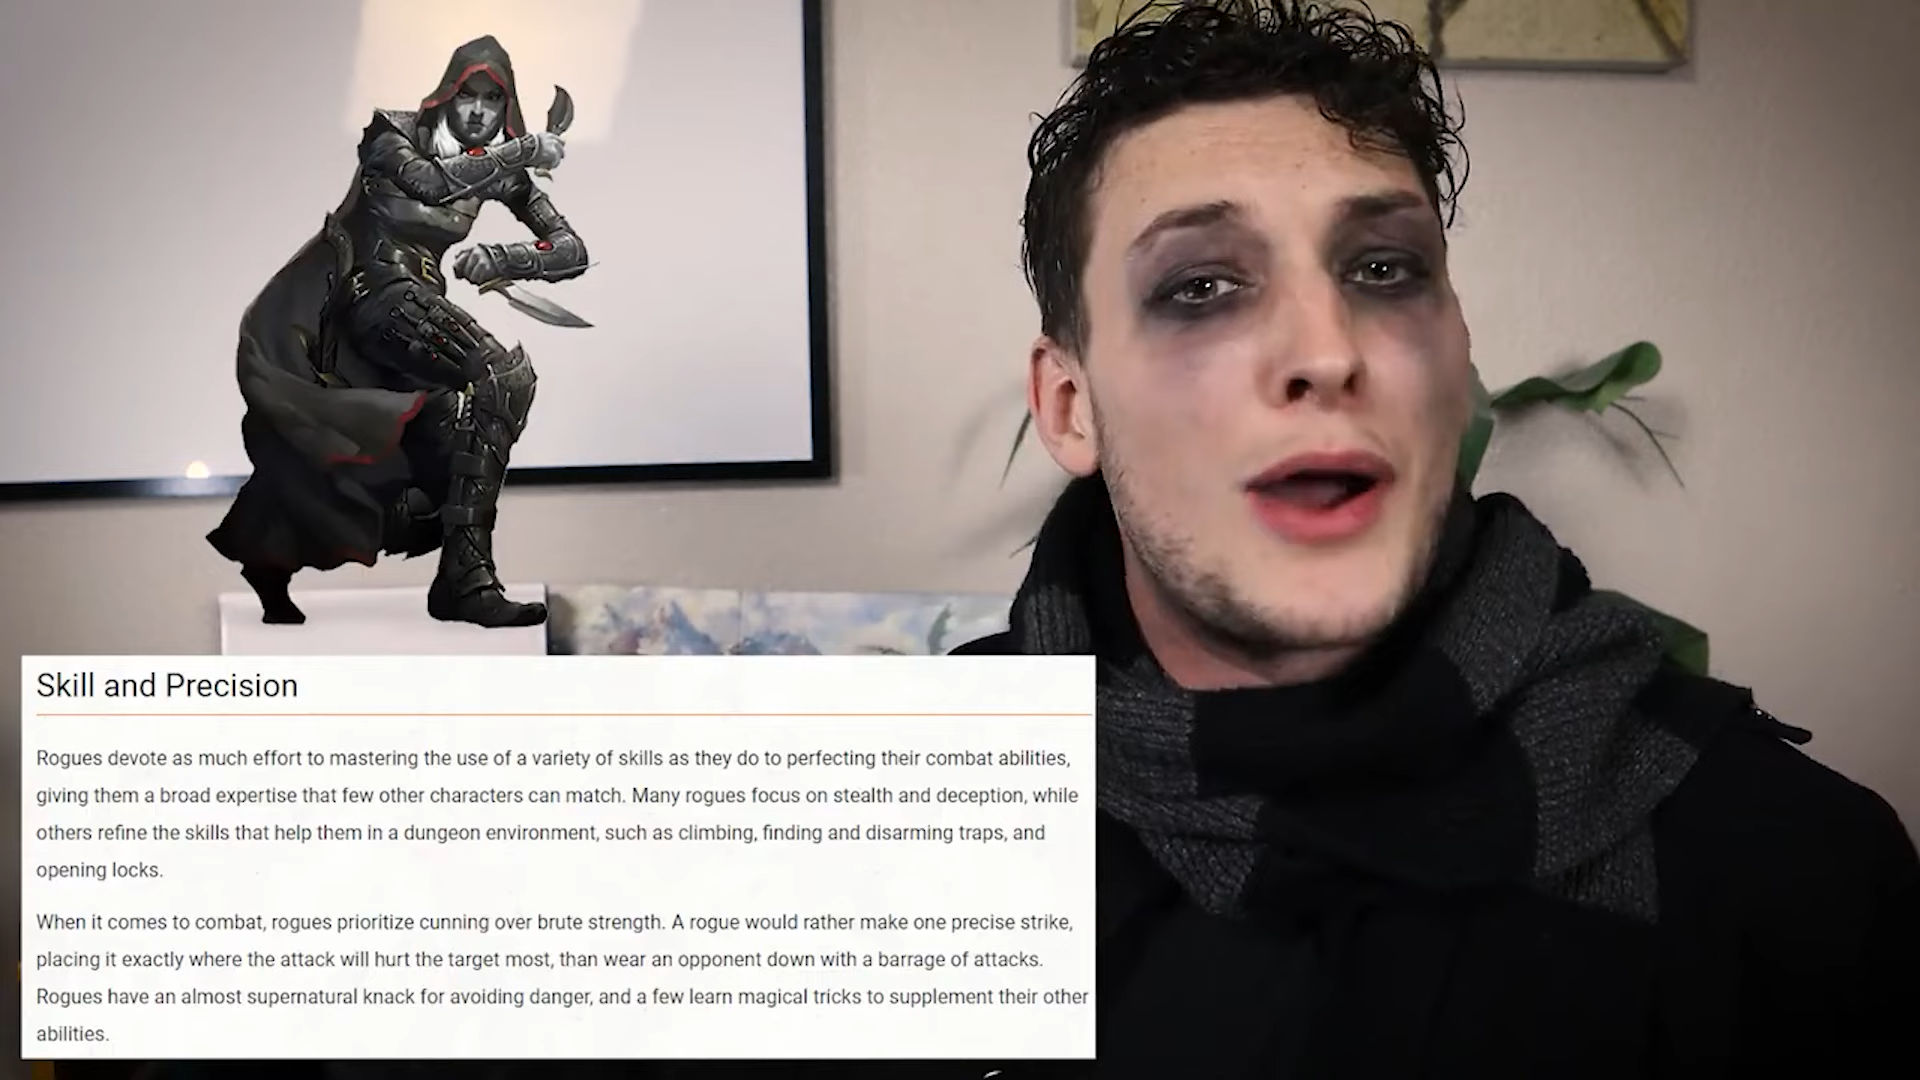 Skill and Precision
Rogues devote as much effort to mastering the use of a variety of skills as they do to perfecting their combat abilities,
giving them a broad expertise that few other characters can match. Many rogues focus on stealth and deception, while
others refine the skills that help them in a dungeon environment, such as climbing, finding and disarming traps, and
opening locks.
When it comes to combat, rogues prioritize cunning over brute strength. A rogue would rather make one precise strike,
placing it exactly where the attack will hurt the target most, than wear an opponent down with a barrage of attacks.
Rogues have an almost supernatural knack for avoiding danger, and a few learn magical tricks to supplement their other
abilities.